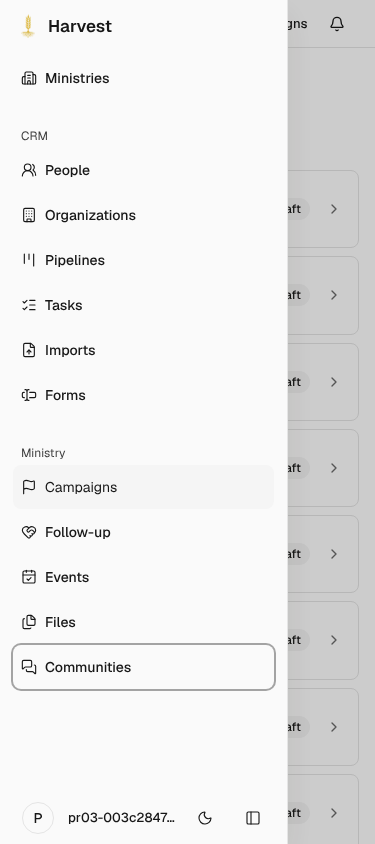 Harvest
Ministries
CRM
People
Organizations
Pipelines
Tasks
Imports
Forms
Ministry
Campaigns
Follow-up
Events
Files
Communities
P
pr03-003c2847...
gns
aft
aft
aft
aft
aft
aft
aft
aft